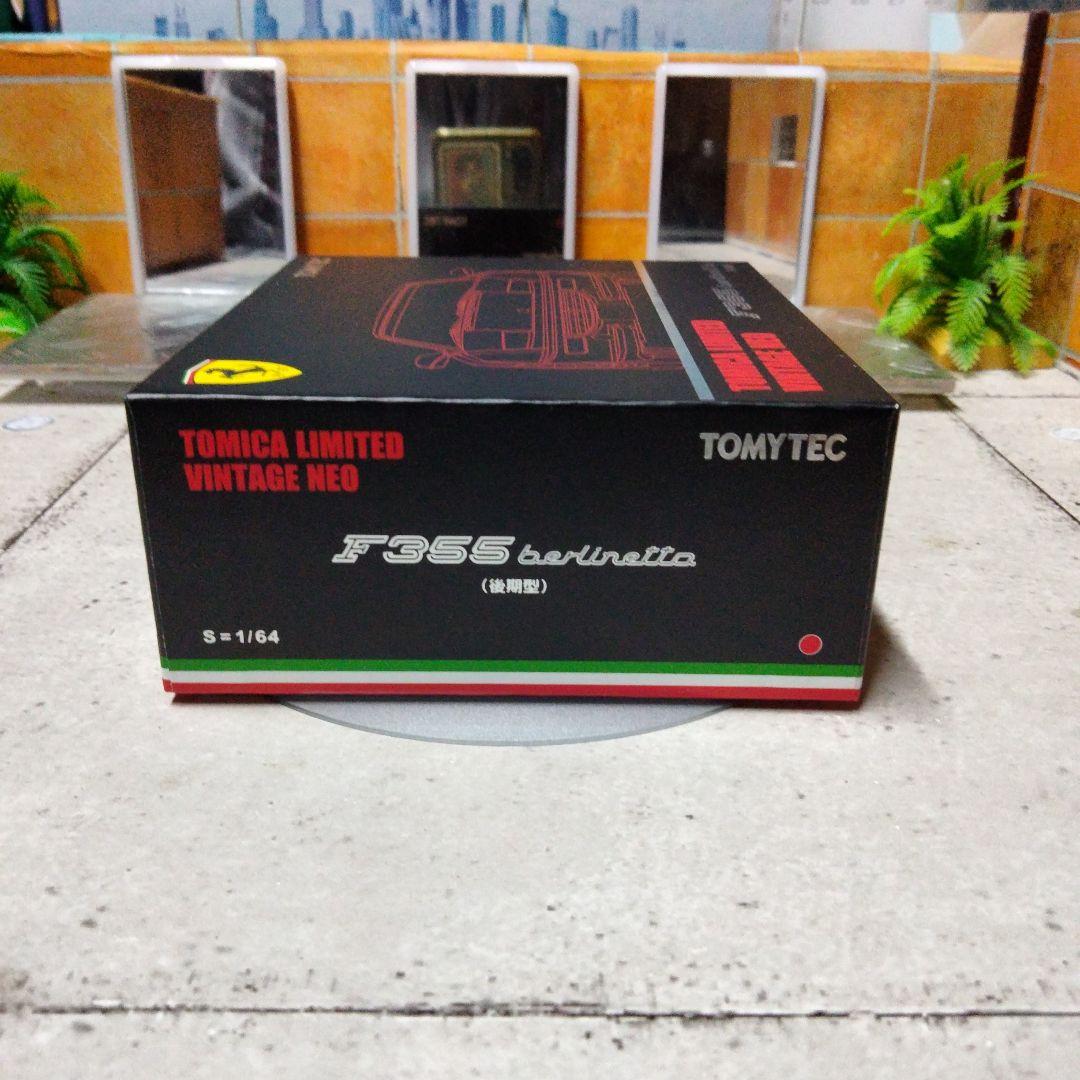 TOMICA LIMITED
VINTAGE NEO
TOMYTEC
F355 berlinetta
(後期型)
S=1/64